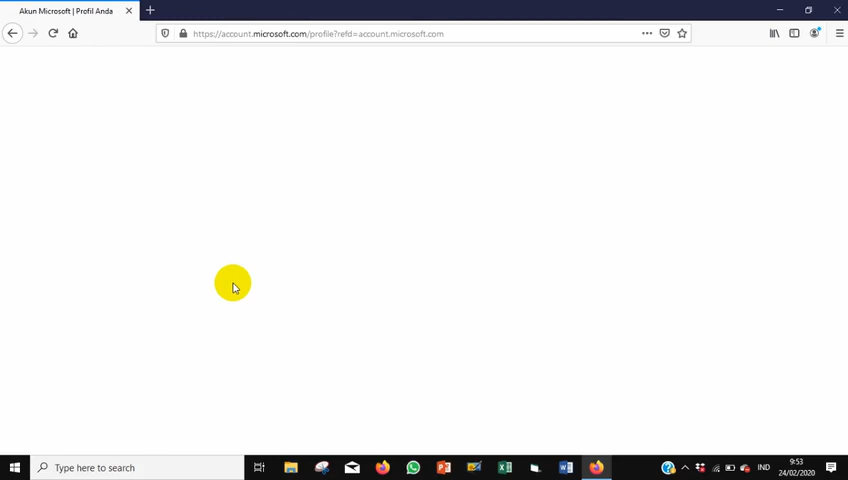 Akun Microsoft | Profil Anda
https://account.microsoft.com/profile?refd=account.microsoft.com
Type here to search
IND
9:53
24/02/2020